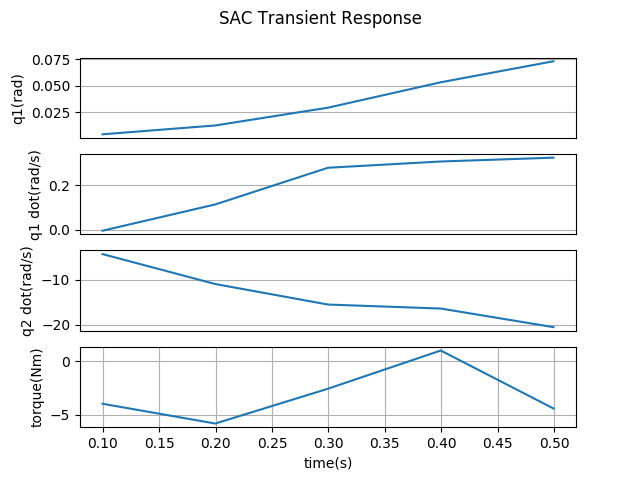 SAC Transient Response
0.075
0.050
0.025
q1(rad)
0.2
0.0
q1 dot(rad/s)
−10
−20
q2 dot(rad/s)
0
−5
torque(Nm)
0.10 0.15 0.20 0.25 0.30 0.35 0.40 0.45 0.50
time(s)